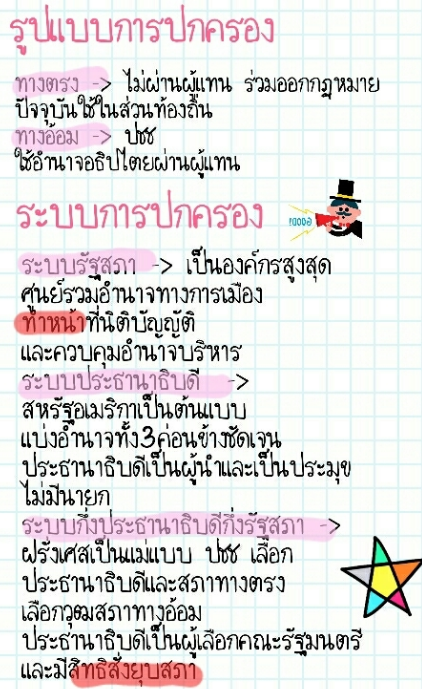 รูปแบบการปกครอง
ทางตรง -> ไม่ผ่านผู้แทน ร่วมออกกฎหมาย
ปัจจุบันใช้ในส่วนท้องถิ่น
ทางอ้อม -> ปชช
ใช้อำนาจอธิปไตยผ่านผู้แทน
ระบบการปกครอง
ระบบรัฐสภา -> เป็นองค์กรสูงสุด
ศูนย์รวมอำนาจทางการเมือง
ทำหน้าที่นิติบัญญัติ
และควบคุมอำนาจบริหาร
ระบบประธานาธิบดี ->
สหรัฐอเมริกาเป็นต้นแบบ
แบ่งอำนาจทั้ง3ค่อนข้างชัดเจน
ประธานาธิบดีเป็นผู้นำและเป็นประมุข
ไม่มีนายก
ระบบกึ่งประธานาธิบดีกึ่งรัฐสภา ->
ฝรั่งเศสเป็นแม่แบบ ปชช เลือก
ประธานาธิบดีและสภาทางตรง
เลือกวุฒสภาทางอ้อม
ประธานาธิบดีเป็นผู้เลือกคณะรัฐมนตรี
และมีสิทธิสั่งยุบสภา